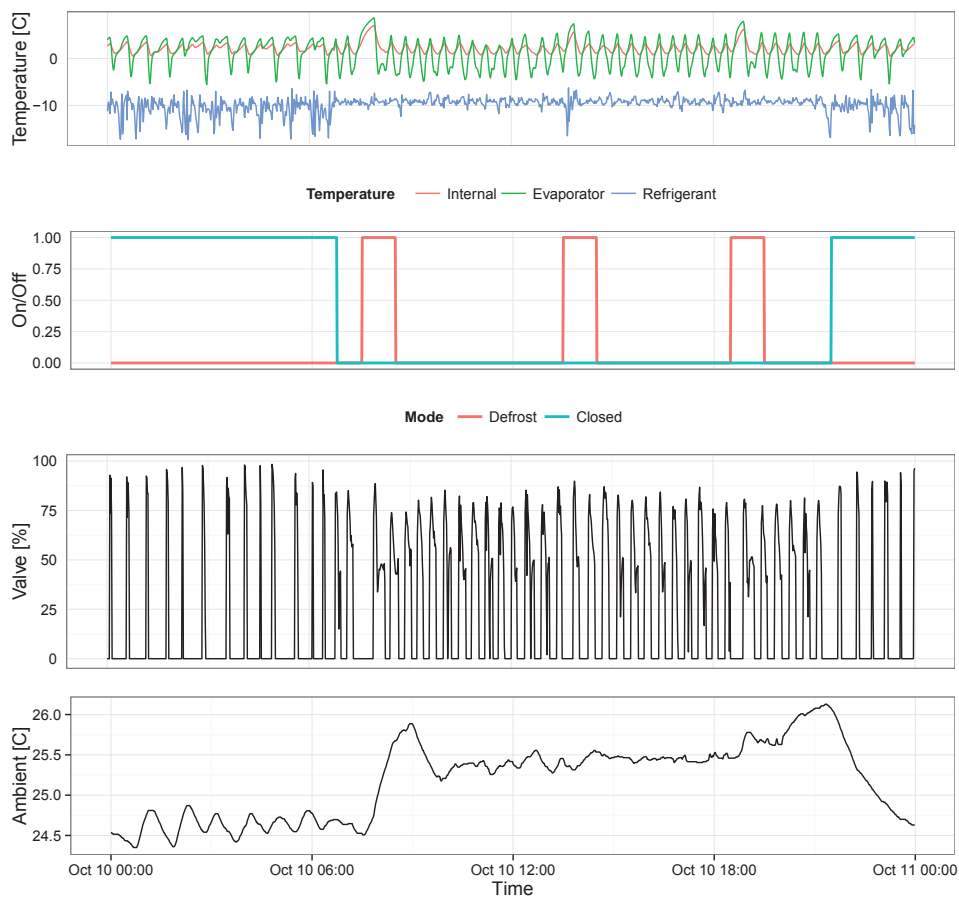 Temperature [C]
0
−10
Temperature Internal Evaporator Refrigerant
On/Off
1.00
0.75
0.50
0.25
0.00
Mode Defrost Closed
Valve [%]
100
75
50
25
0
Ambient [C]
26.0
25.5
25.0
24.5
Oct 10 00:00 Oct 10 06:00 Oct 10 12:00 Oct 10 18:00 Oct 11 00:00
Time